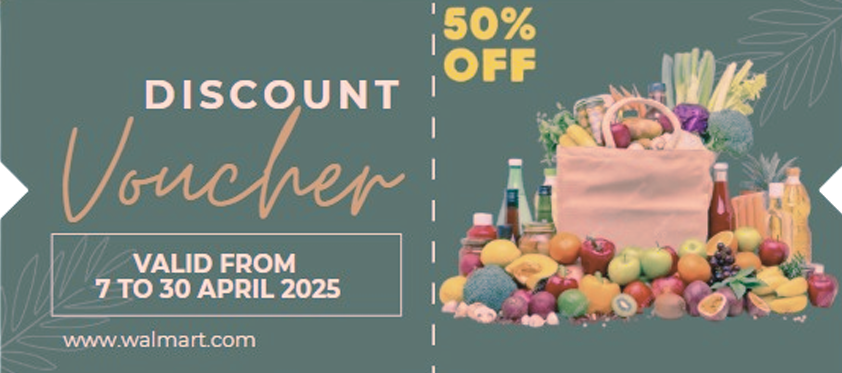 DISCOUNT
Voucher
VALID FROM
7 TO 30 APRIL 2025
www.walmart.com
50%
OFF